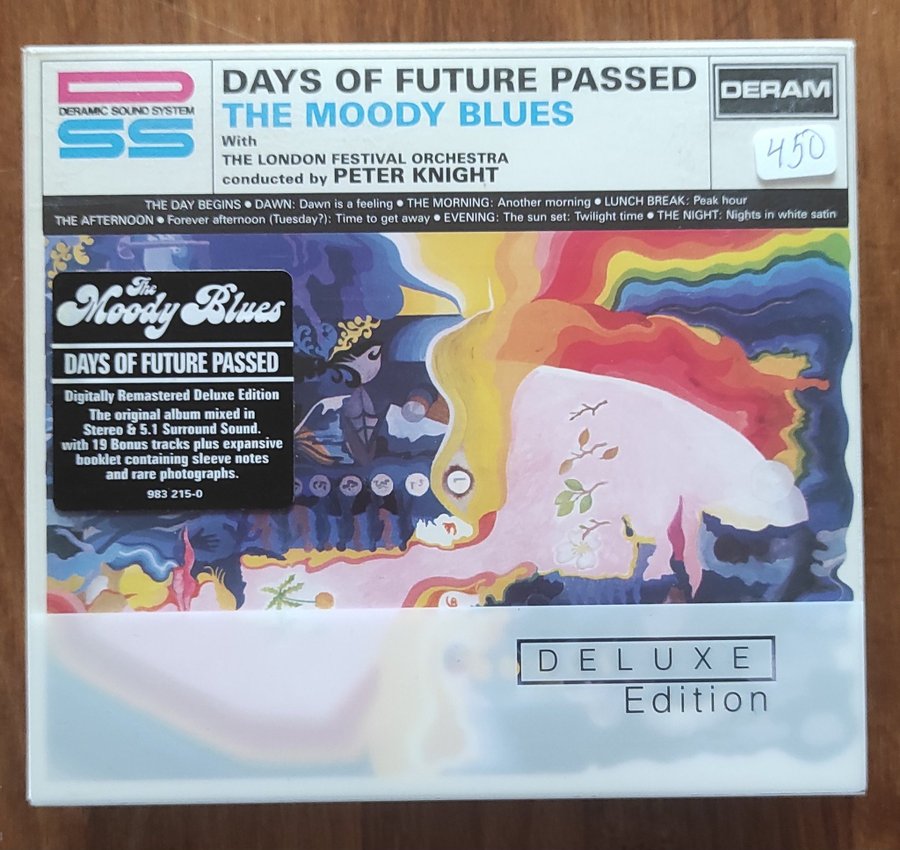 DERAMIC SOUND SYSTEM
DSS
DAYS OF FUTURE PASSED
THE MOODY BLUES
With
THE LONDON FESTIVAL ORCHESTRA
conducted by PETER KNIGHT
DERAM
450
THE DAY BEGINS • DAWN: Dawn is a feeling • THE MORNING: Another morning • LUNCH BREAK: Peak hour
THE AFTERNOON • Forever afternoon (Tuesday?): Time to get away • EVENING: The sun set: Twilight time • THE NIGHT: Nights in white satin
The
Moody Blues
DAYS OF FUTURE PASSED
Digitally Remastered Deluxe Edition
The original album mixed in
Stereo & 5.1 Surround Sound.
with 19 Bonus tracks plus expansive
booklet containing sleeve notes
and rare photographs.
983 215-0
1
DELUXE
Edition